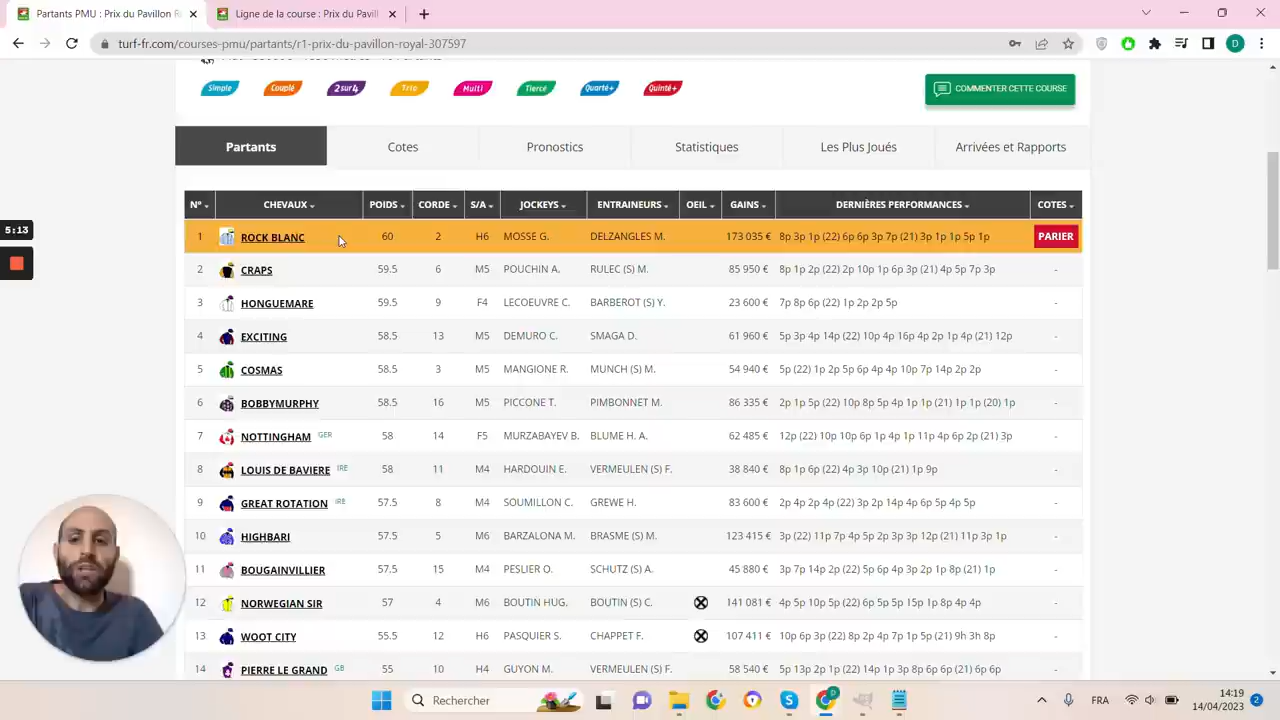 Partants PMU : Prix du Pavillon R
Ligne de la course : Prix du Pavi
turf-fr.com/courses-pmu/partants/r1-prix-du-pavillon-royal-307597
Simple Couplé 2 sur 4 Trio Multi Tiercé Quarté+ Quinté+
COMMENTER CETTE COURSE
Partants Cotes Pronostics Statistiques Les Plus Joués Arrivées et Rapports
N° CHEVAUX POIDS CORDE S/A JOCKEYS ENTRAINEURS OEIL GAINS DERNIÈRES PERFORMANCES COTES
1 ROCK BLANC 60 2 H6 MOSSE G. DELZANGLES M. 173 035 € 8p 3p 1p (22) 6p 6p 3p 7p (21) 3p 1p 1p 5p 1p PARIER
2 CRAPS 59.5 6 M5 POUCHIN A. RULEC (S) M. 85 950 € 8p 1p 2p (22) 2p 10p 1p 6p 3p (21) 4p 5p 7p 3p -
3 HONGUEMARE 59.5 9 F4 LECOEUVRE C. BARBEROT (S) Y. 23 600 € 7p 8p 6p (22) 1p 2p 2p 5p -
4 EXCITING 58.5 13 M5 DEMURO C. SMAGA D. 61 960 € 5p 3p 4p 14p (22) 10p 4p 16p 4p 2p 1p 4p (21) 12p -
5 COSMAS 58.5 3 M5 MANGIONE R. MUNCH (S) M. 54 940 € 5p (22) 1p 2p 5p 6p 4p 4p 10p 7p 14p 2p 2p -
6 BOBBYMURPHY 58.5 16 M5 PICCONE T. PIMBONNET M. 86 335 € 2p 1p 5p (22) 10p 8p 5p 4p 1p 1p (21) 1p 1p (20) 1p -
7 NOTTINGHAM GER 58 14 F5 MURZABAYEV B. BLUME H. A. 62 485 € 12p (22) 10p 10p 6p 1p 4p 1p 11p 4p 6p 2p (21) 3p -
8 LOUIS DE BAVIERE IRE 58 11 M4 HARDOUIN E. VERMEULEN (S) F. 38 840 € 8p 1p 6p (22) 4p 3p 10p (21) 1p 9p -
9 GREAT ROTATION IRE 57.5 8 M4 SOUMILLON C. GREWE H. 83 600 € 2p 4p 2p 4p (22) 3p 2p 14p 4p 6p 5p 4p 5p -
10 HIGHBARI 57.5 5 M6 BARZALONA M. BRASME (S) M. 123 415 € 3p (22) 11p 7p 4p 5p 2p 3p 3p 12p (21) 11p 3p 1p -
11 BOUGAINVILLIER 57.5 15 M4 PESLIER O. SCHUTZ (S) A. 45 880 € 3p 7p 14p 2p (22) 5p 6p 4p 3p 2p 1p 8p (21) 1p -
12 NORWEGIAN SIR 57 4 M6 BOUTIN HUG. BOUTIN (S) C. 141 081 € 4p 5p 10p 5p (22) 6p 5p 5p 15p 1p 8p 4p 4p -
13 WOOT CITY 55.5 12 H6 PASQUIER S. CHAPPET F. 107 411 € 10p 6p 3p (22) 8p 2p 4p 7p 1p 5p (21) 9h 3h 8p -
14 PIERRE LE GRAND GB 55 10 H4 GUYON M. VERMEULEN (S) F. 58 540 € 5p 13p 2p 1p (22) 14p 1p 3p 8p 6p 6p (21) 6p 6p -
5:13
Rechercher
FRA
14:19
14/04/2023
2